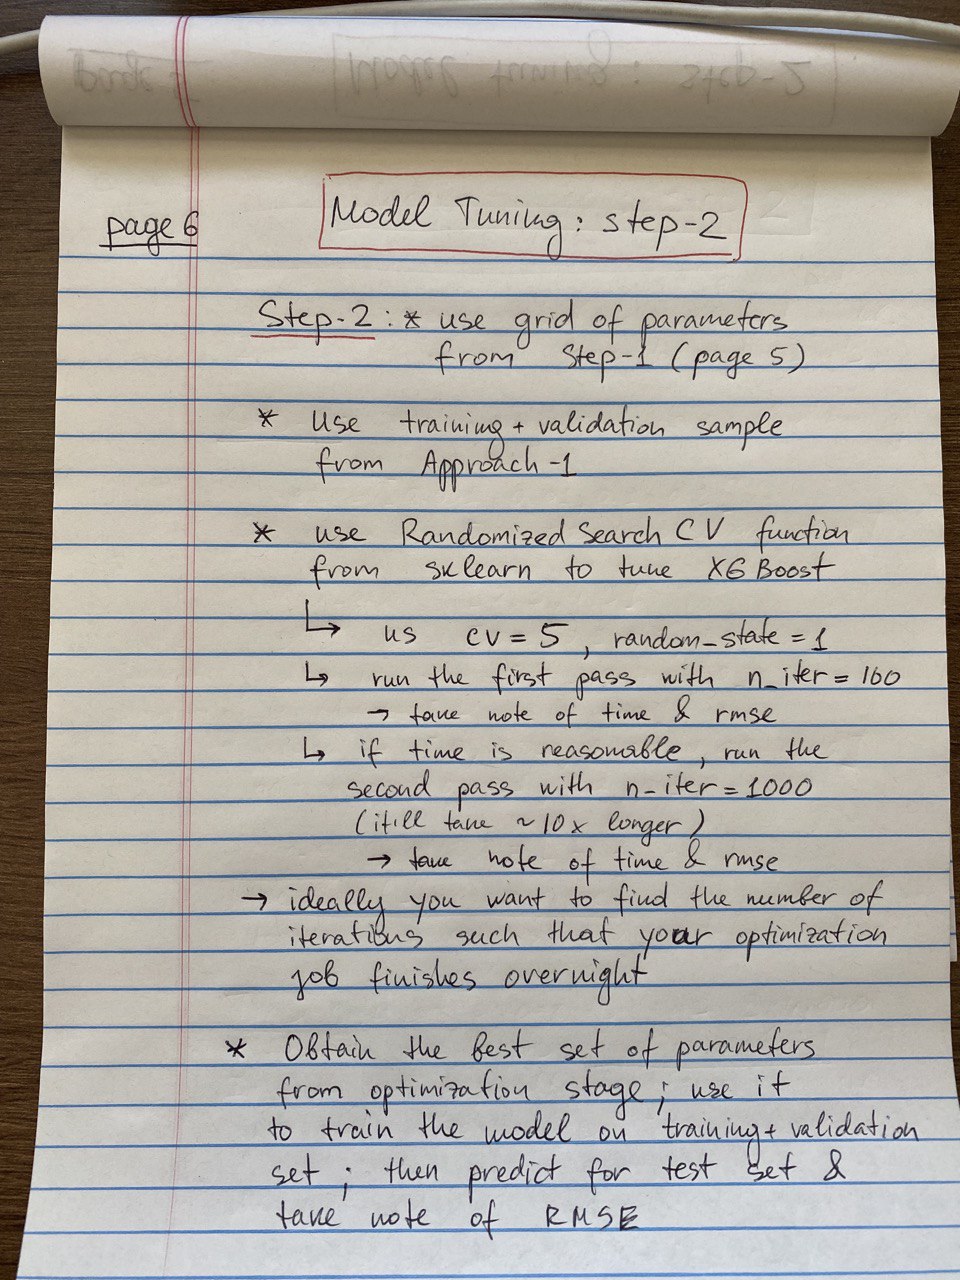 page 6
Model Tuning: step-2
Step-2: * use grid of parameters
from Step-1 (page 5)
* Use training + validation sample
from Approach-1
* use Randomized Search CV function
from sklearn to tune XG Boost
↳ us cv = 5, random_state = 1
↳ run the first pass with n_iter = 100
→ take note of time & rmse
↳ if time is reasonable, run the
second pass with n_iter = 1000
(it'll take ~ 10x longer)
→ take note of time & rmse
→ ideally you want to find the number of
iterations such that your optimization
job finishes overnight
* Obtain the best set of parameters
from optimization stage; use it
to train the model on training + validation
set; then predict for test set &
take note of RMSE